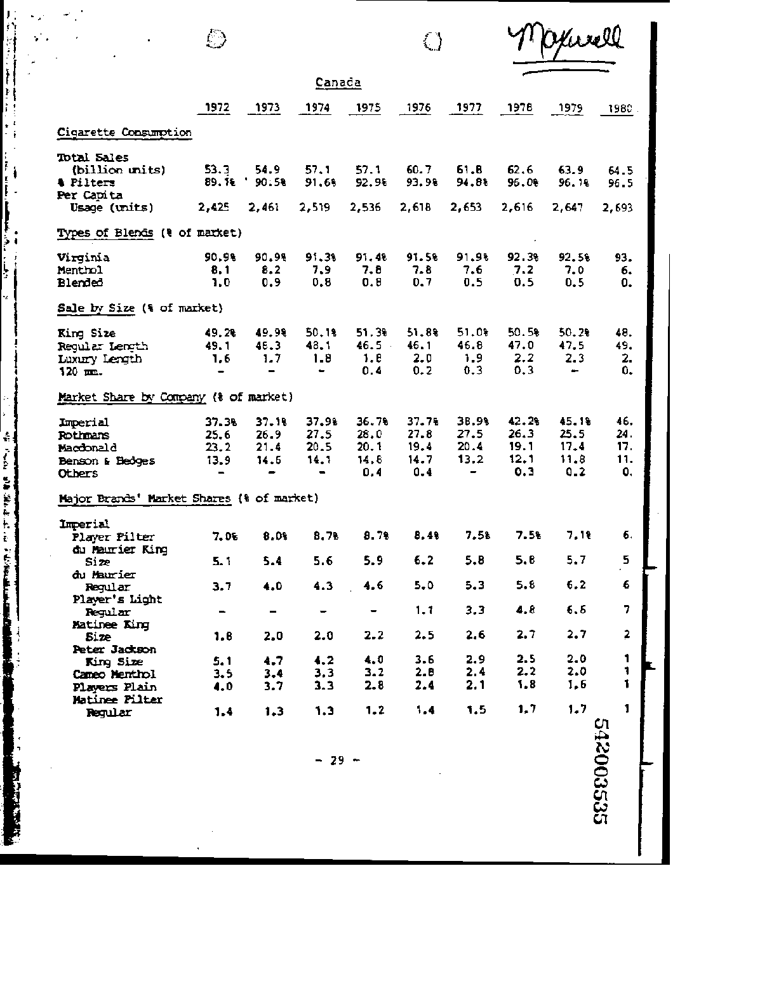 Maxwell
Canada
1972 1973 1974 1975 1976 1977 1978 1979 1980
Cigarette Consumption
Total Sales
(billion units) 53.3 54.9 57.1 57.1 60.7 61.8 62.6 63.9 64.5
% Filters 89.1% 90.5% 91.6% 92.9% 93.9% 94.8% 96.0% 96.1% 96.5
Per Capita
Usage (units) 2,425 2,461 2,519 2,536 2,618 2,653 2,616 2,647 2,693
Types of Blends (% of market)
Virginia 90.9% 90.9% 91.3% 91.4% 91.5% 91.9% 92.3% 92.5% 93.
Menthol 8.1 8.2 7.9 7.8 7.8 7.6 7.2 7.0 6.
Blended 1.0 0.9 0.8 0.8 0.7 0.5 0.5 0.5 0.
Sale by Size (% of market)
King Size 49.2% 49.9% 50.1% 51.3% 51.8% 51.0% 50.5% 50.2% 48.
Regular Length 49.1 48.3 48.1 46.5 46.1 46.8 47.0 47.5 49.
Luxury Length 1.6 1.7 1.8 1.8 2.0 1.9 2.2 2.3 2.
120 mm. - - - 0.4 0.2 0.3 0.3 - 0.
Market Share by Company (% of market)
Imperial 37.3% 37.1% 37.9% 36.7% 37.7% 38.9% 42.2% 45.1% 46.
Rothmans 25.6 26.9 27.5 28.0 27.8 27.5 26.3 25.5 24.
Macdonald 23.2 21.4 20.5 20.1 19.4 20.4 19.1 17.4 17.
Benson & Hedges 13.9 14.6 14.1 14.8 14.7 13.2 12.1 11.8 11.
Others - - - 0.4 0.4 - 0.3 0.2 0.
Major Brands' Market Shares (% of market)
Imperial
Player Filter 7.0% 8.0% 8.7% 8.7% 8.4% 7.5% 7.5% 7.1% 6.
du Maurier King
Size 5.1 5.4 5.6 5.9 6.2 5.8 5.8 5.7 5
du Maurier
Regular 3.7 4.0 4.3 4.6 5.0 5.3 5.8 6.2 6
Player's Light
Regular - - - - 1.1 3.3 4.8 6.6 7
Matinee King
Size 1.8 2.0 2.0 2.2 2.5 2.6 2.7 2.7 2
Peter Jackson
King Size 5.1 4.7 4.2 4.0 3.6 2.9 2.5 2.0 1
Cameo Menthol 3.5 3.4 3.3 3.2 2.8 2.4 2.2 2.0 1
Players Plain 4.0 3.7 3.3 2.8 2.4 2.1 1.8 1.6 1
Matinee Filter
Regular 1.4 1.3 1.3 1.2 1.4 1.5 1.7 1.7 1
- 29 -
542003535